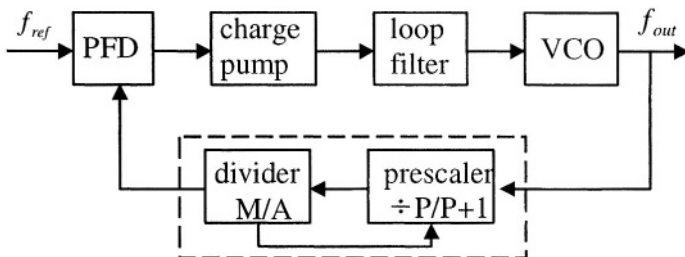 f_ref
PFD
charge
pump
loop
filter
VCO
f_out
divider
M/A
prescaler
÷ P/P+1